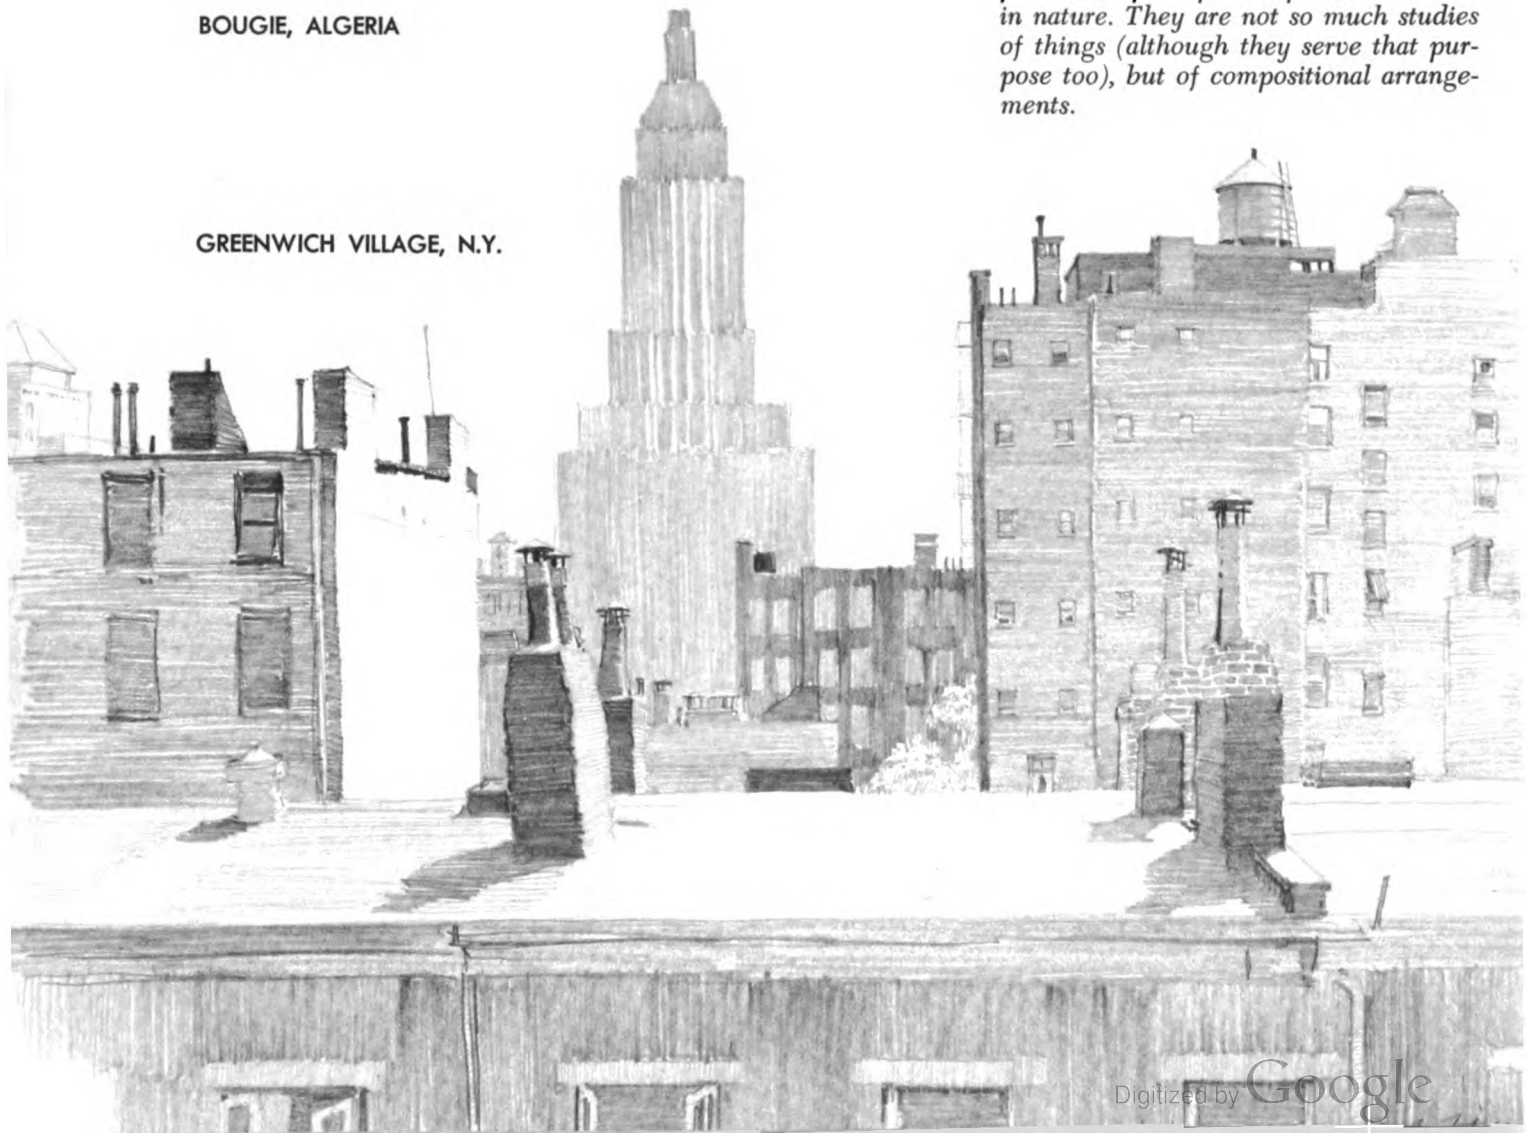 BOUGIE, ALGERIA
in nature. They are not so much studies
of things (although they serve that pur-
pose too), but of compositional arrange-
ments.
GREENWICH VILLAGE, N.Y.
Digitized by Google